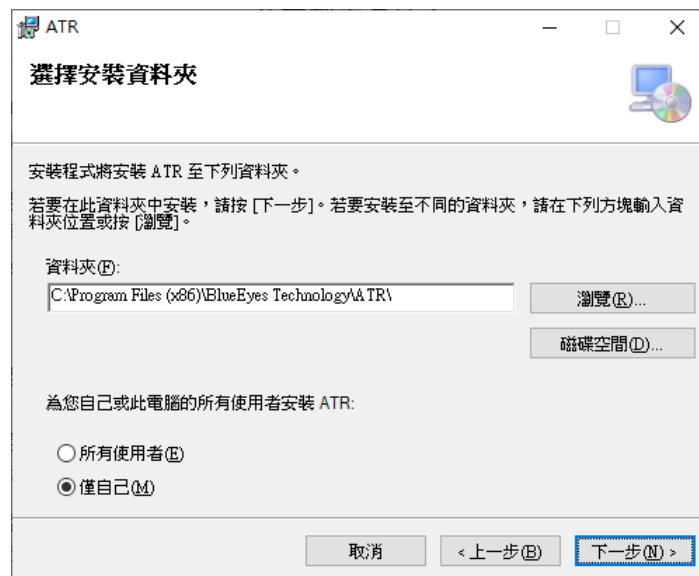 ATR
選擇安裝資料夾
安裝程式將安裝 ATR 至下列資料夾。
若要在此資料夾中安裝，請按 [下一步]。若要安裝至不同的資料夾，請在下列方塊輸入資
料夾位置或按 [瀏覽]。
資料夾(F):
C:\Program Files (x86)\BlueEyes Technology\ATR\
瀏覽(R)...
磁碟空間(D)...
為您自己或此電腦的所有使用者安裝 ATR:
所有使用者(E)
僅自己(M)
取消
< 上一步(B)
下一步(N) >